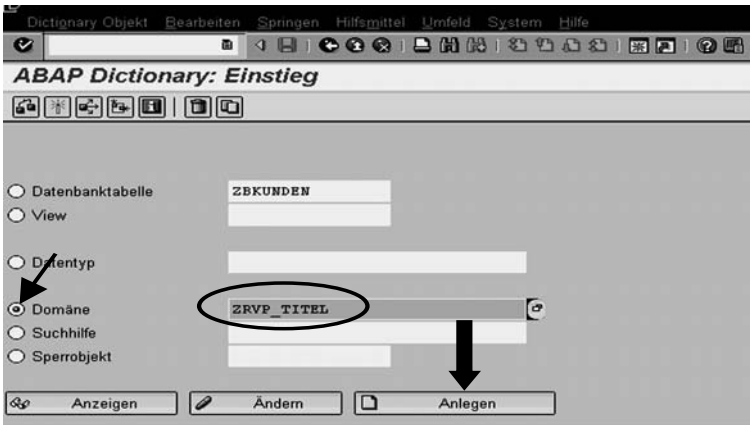 Dictionary Objekt Bearbeiten Springen Hilfsmittel Umfeld System Hilfe
ABAP Dictionary: Einstieg
Datenbanktabelle ZBKUNDEN
View
Datentyp
Domäne ZRVP_TITEL
Suchhilfe
Sperrobjekt
Anzeigen Ändern Anlegen